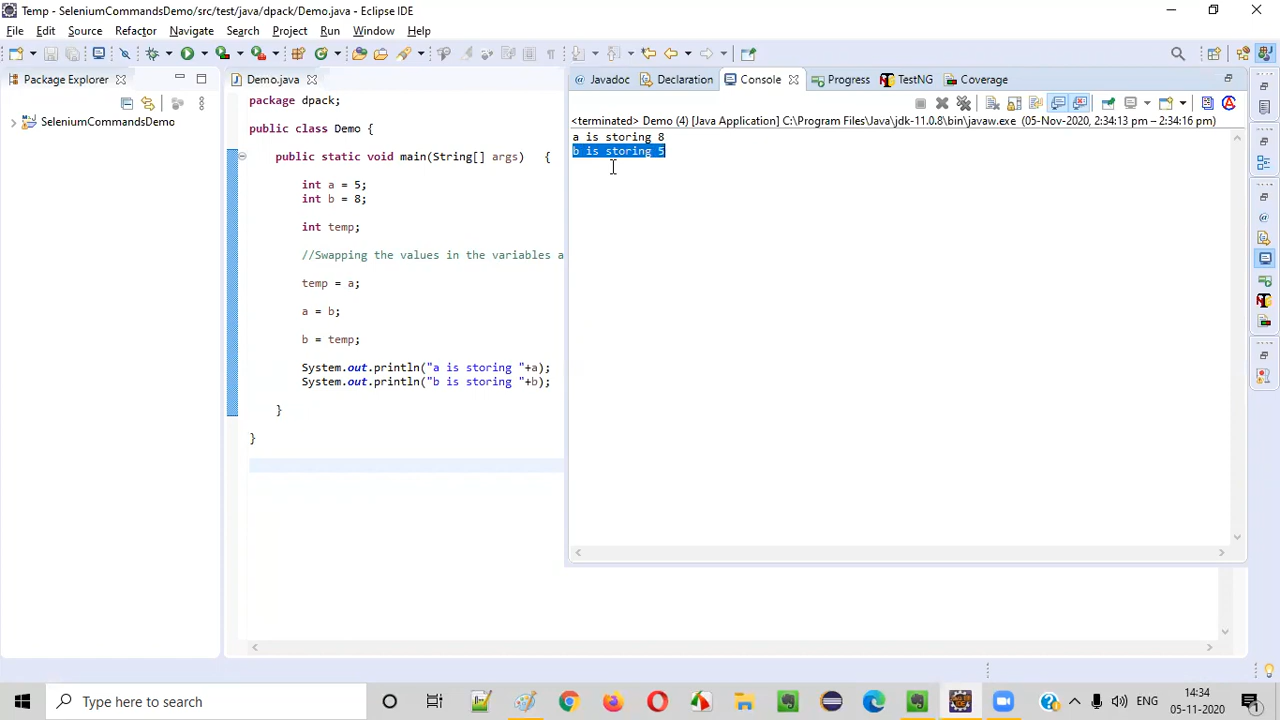 Temp - SeleniumCommandsDemo/src/test/java/dpack/Demo.java - Eclipse IDE
File Edit Source Refactor Navigate Search Project Run Window Help
Package Explorer
Demo.java
Javadoc Declaration Console Progress TestNG Coverage
SeleniumCommandsDemo
<terminated> Demo (4) [Java Application] C:\Program Files\Java\jdk-11.0.8\bin\javaw.exe (05-Nov-2020, 2:34:13 pm – 2:34:16 pm)
a is storing 8
b is storing 5
package dpack;
public class Demo {
public static void main(String[] args) {
int a = 5;
int b = 8;
int temp;
//Swapping the values in the variables a
temp = a;
a = b;
b = temp;
System.out.println("a is storing "+a);
System.out.println("b is storing "+b);
}
}
Type here to search
ENG
14:34
05-11-2020